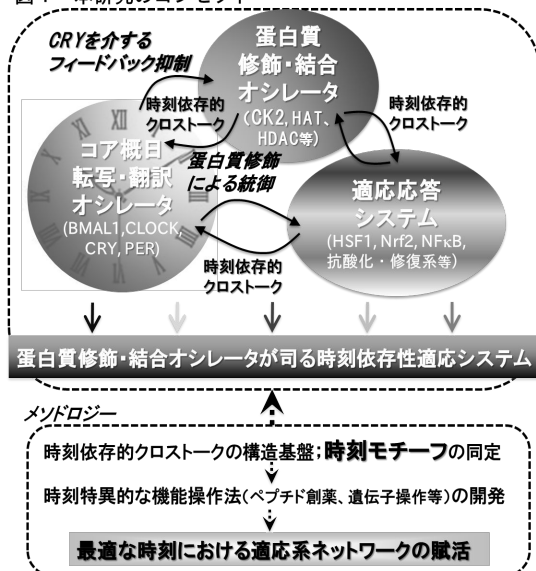 CRYを介する
フィードバック抑制
蛋白質
修飾・結合
オシレータ
(CK2, HAT、
HDAC等)
時刻依存的
クロストーク
時刻依存的
クロストーク
コア概日
転写・翻訳
オシレータ
(BMAL1,CLOCK,
CRY, PER)
蛋白質修飾
による統御
適応応答
システム
(HSF1, Nrf2, NFκB,
抗酸化・修復系等)
時刻依存的
クロストーク
蛋白質修飾・結合オシレータが司る時刻依存性適応システム
メソドロジー
時刻依存的クロストークの構造基盤;時刻モチーフの同定
時刻特異的な機能操作法(ペプチド創薬、遺伝子操作等)の開発
最適な時刻における適応系ネットワークの賦活